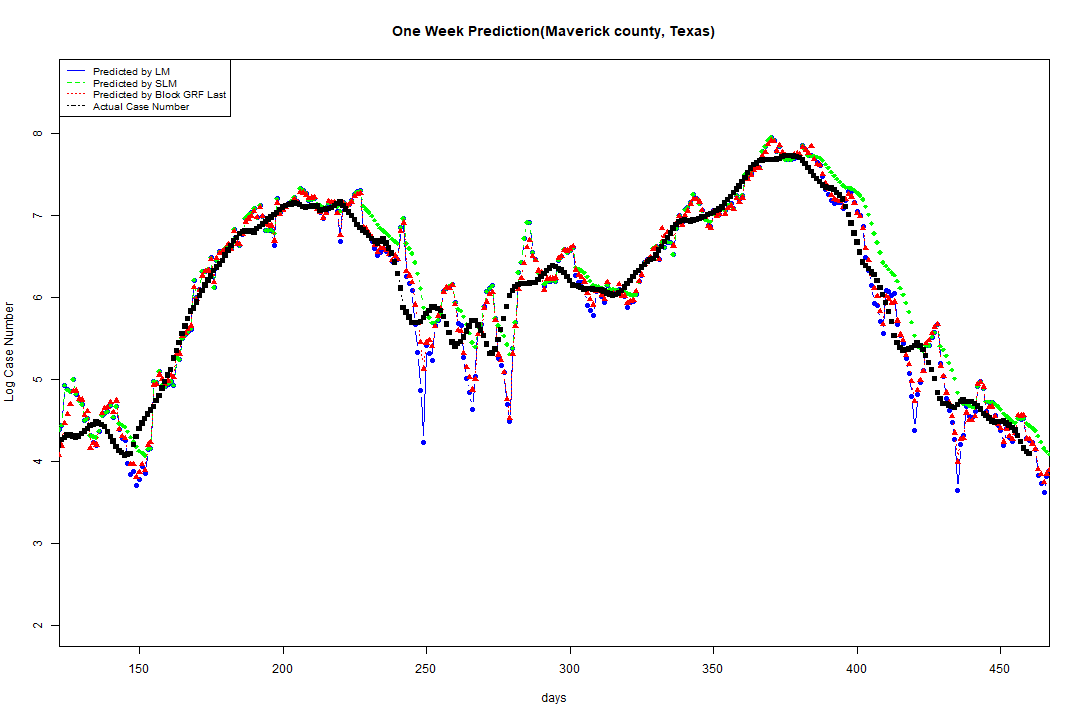 One Week Prediction(Maverick county, Texas)
Predicted by LM
Predicted by SLM
Predicted by Block GRF Last
Actual Case Number
8
7
6
5
4
3
2
Log Case Number
150 200 250 300 350 400 450
days